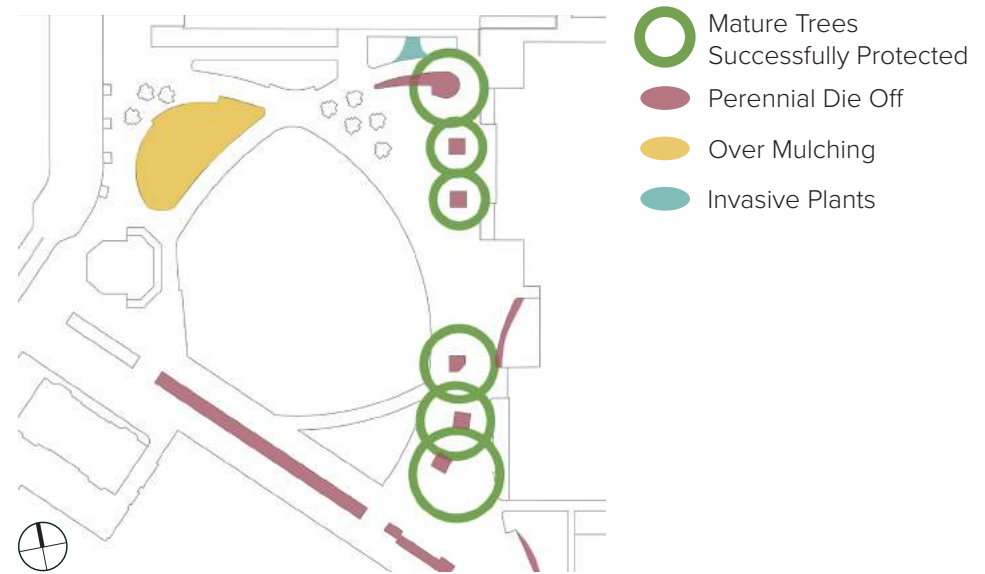 Mature Trees
Successfully Protected
Perennial Die Off
Over Mulching
Invasive Plants